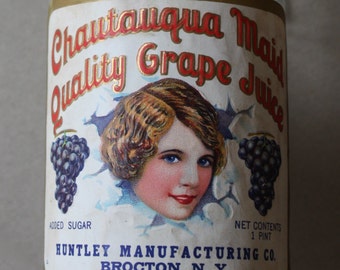 Chautauqua Maid
Quality Grape Juice
ADDED SUGAR
NET CONTENTS
1 PINT
HUNTLEY MANUFACTURING CO.
BROCTON, N.Y.